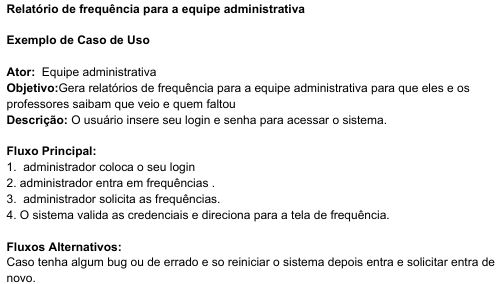 Relatório de frequência para a equipe administrativa
Exemplo de Caso de Uso
Ator:  Equipe administrativa
Objetivo:Gera relatórios de frequência para a equipe administrativa para que eles e os
professores saibam que veio e quem faltou
Descrição: O usuário insere seu login e senha para acessar o sistema.
Fluxo Principal:
1.  administrador coloca o seu login
2. administrador entra em frequências .
3.  administrador solicita as frequências.
4. O sistema valida as credenciais e direciona para a tela de frequência.
Fluxos Alternativos:
Caso tenha algum bug ou de errado e so reiniciar o sistema depois entra e solicitar entra de
novo.